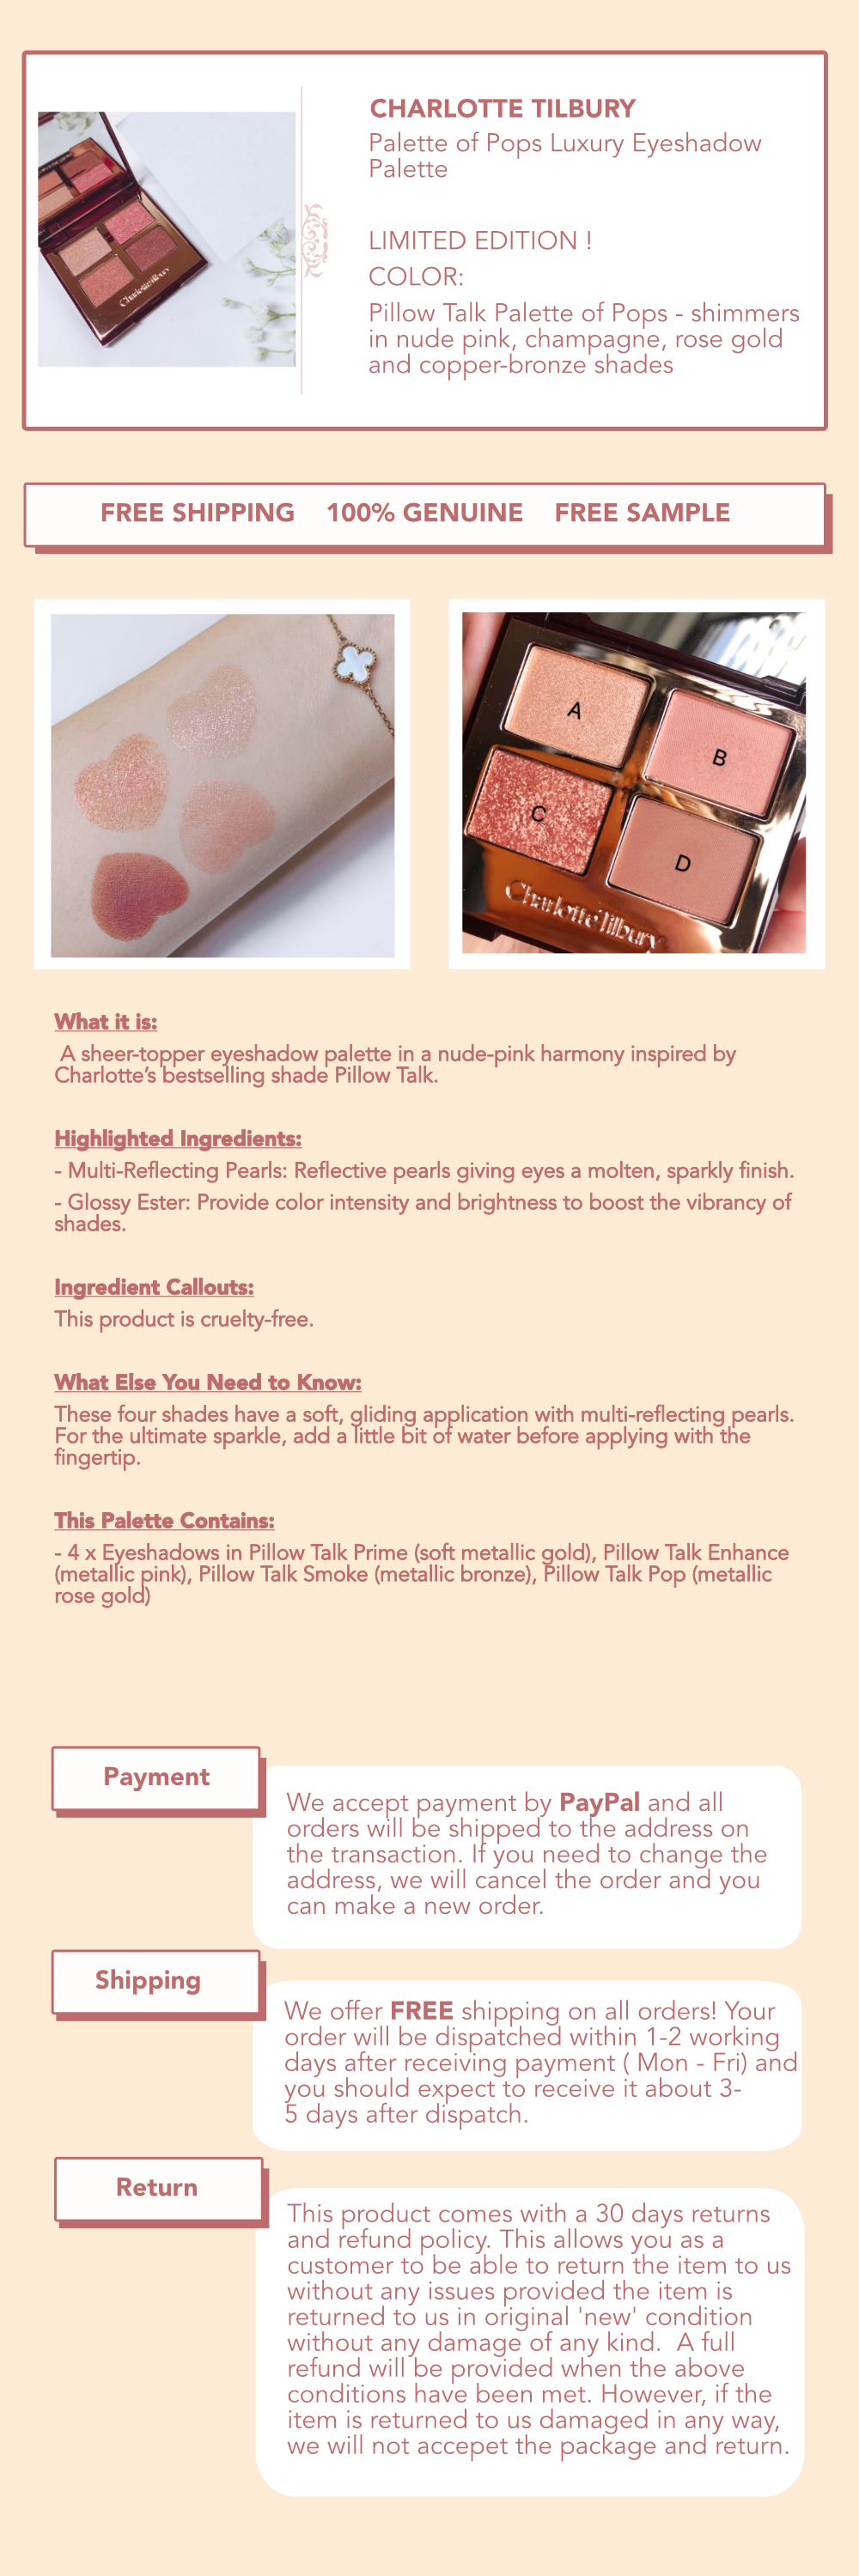 CHARLOTTE TILBURY
Palette of Pops Luxury Eyeshadow
Palette
LIMITED EDITION !
COLOR:
Pillow Talk Palette of Pops - shimmers
in nude pink, champagne, rose gold
and copper-bronze shades
Charlotte Tilbury
FREE SHIPPING 100% GENUINE FREE SAMPLE
A
B
C
D
Charlotte Tilbury
What it is:
A sheer-topper eyeshadow palette in a nude-pink harmony inspired by
Charlotte’s bestselling shade Pillow Talk.
Highlighted Ingredients:
- Multi-Reflecting Pearls: Reflective pearls giving eyes a molten, sparkly finish.
- Glossy Ester: Provide color intensity and brightness to boost the vibrancy of
shades.
Ingredient Callouts:
This product is cruelty-free.
What Else You Need to Know:
These four shades have a soft, gliding application with multi-reflecting pearls.
For the ultimate sparkle, add a little bit of water before applying with the
fingertip.
This Palette Contains:
- 4 x Eyeshadows in Pillow Talk Prime (soft metallic gold), Pillow Talk Enhance
(metallic pink), Pillow Talk Smoke (metallic bronze), Pillow Talk Pop (metallic
rose gold)
Payment
We accept payment by PayPal and all
orders will be shipped to the address on
the transaction. If you need to change the
address, we will cancel the order and you
can make a new order.
Shipping
We offer FREE shipping on all orders! Your
order will be dispatched within 1-2 working
days after receiving payment ( Mon - Fri) and
you should expect to receive it about 3-
5 days after dispatch.
Return
This product comes with a 30 days returns
and refund policy. This allows you as a
customer to be able to return the item to us
without any issues provided the item is
returned to us in original 'new' condition
without any damage of any kind.  A full
refund will be provided when the above
conditions have been met. However, if the
item is returned to us damaged in any way,
we will not accepet the package and return.